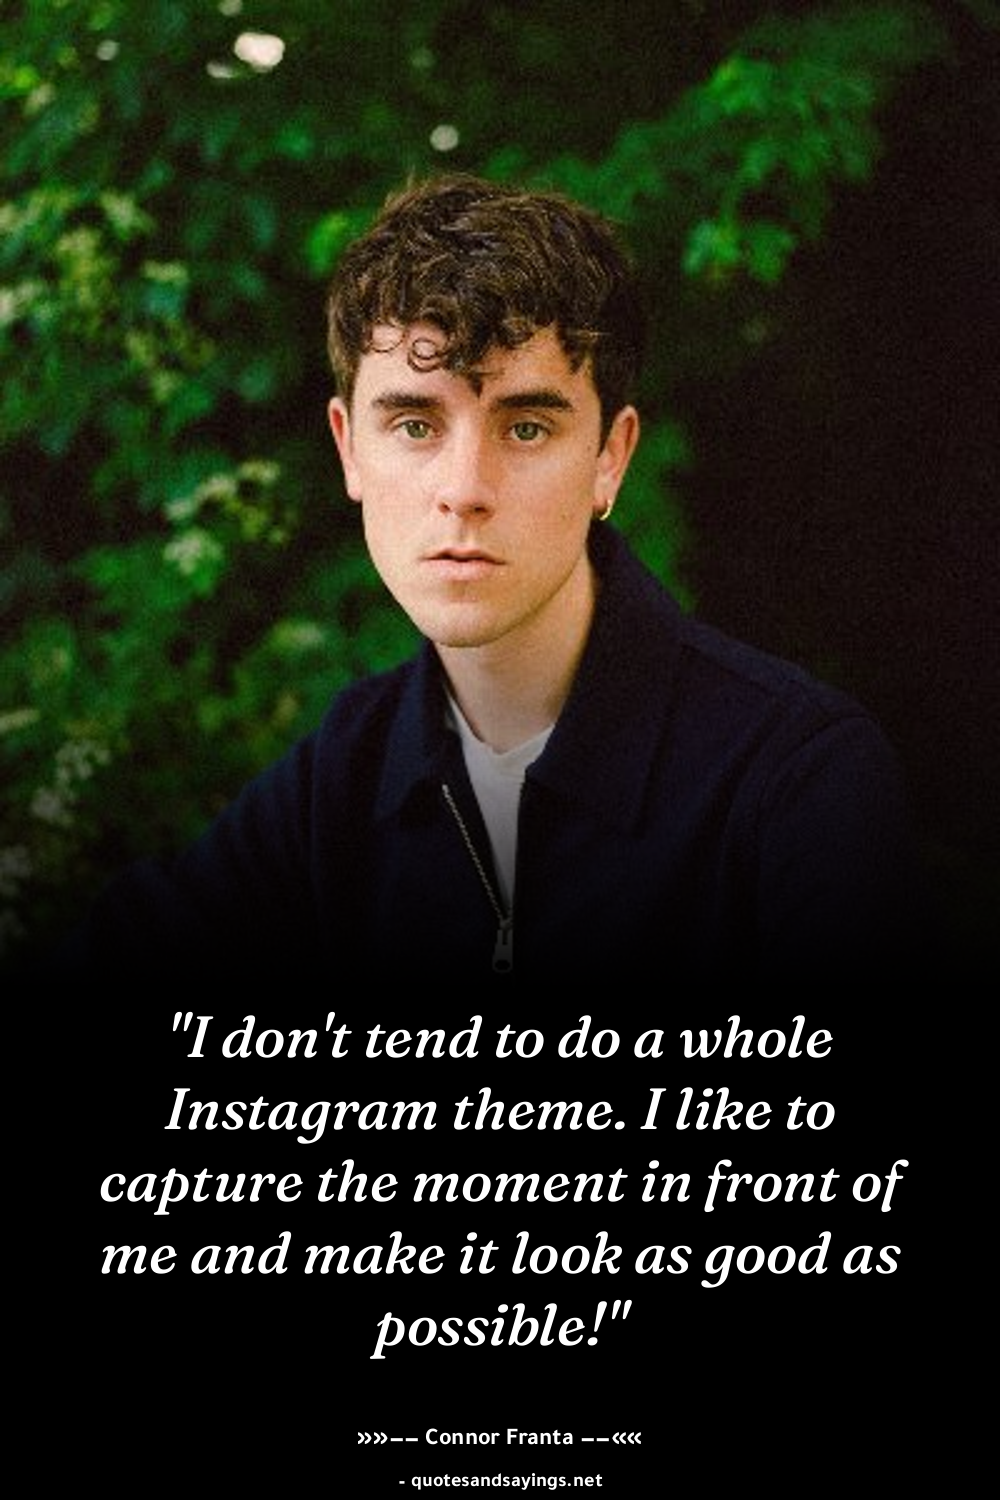 "I don't tend to do a whole
Instagram theme. I like to
capture the moment in front of
me and make it look as good as
possible!"
»»−− Connor Franta −−««
- quotesandsayings.net